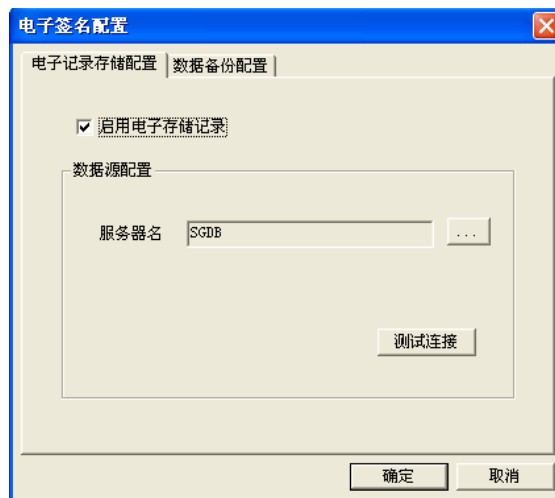 电子签名配置
电子记录存储配置 数据备份配置
启用电子存储记录
数据源配置
服务器名 SGDB ...
测试连接
确定 取消